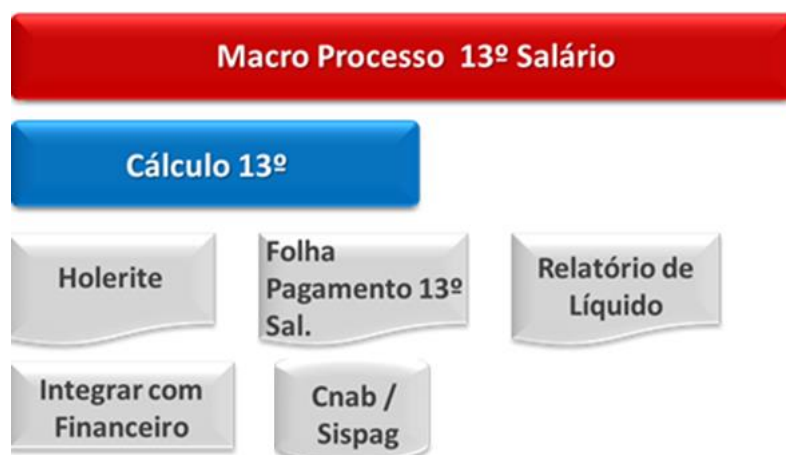 Macro Processo 13º Salário
Cálculo 13º
Holerite
Folha
Pagamento 13º
Sal.
Relatório de
Líquido
Integrar com
Financeiro
Cnab /
Sispag